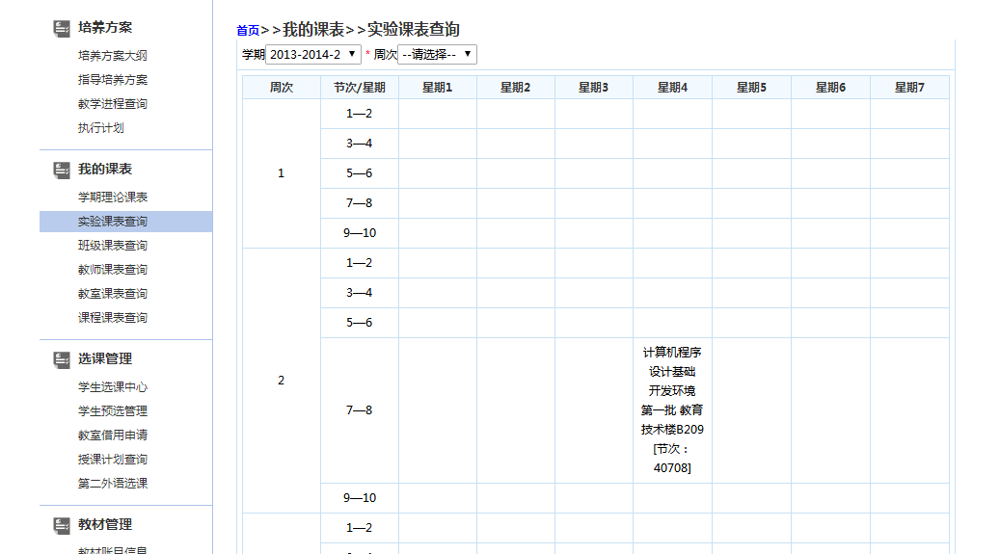 培养方案
培养方案大纲
指导培养方案
教学进程查询
执行计划
我的课表
学期理论课表
实验课表查询
班级课表查询
教师课表查询
教室课表查询
课程课表查询
选课管理
学生选课中心
学生预选管理
教室借用申请
授课计划查询
第二外语选课
教材管理
教材账目信息
首页>>我的课表>>实验课表查询
学期 2013-2014-2 * 周次 --请选择--
周次 节次/星期 星期1 星期2 星期3 星期4 星期5 星期6 星期7
1
1—2
3—4
5—6
7—8
9—10
2
1—2
3—4
5—6
7—8
计算机程序
设计基础
开发环境
第一批 教育
技术楼B209
[节次：
40708]
9—10
1—2